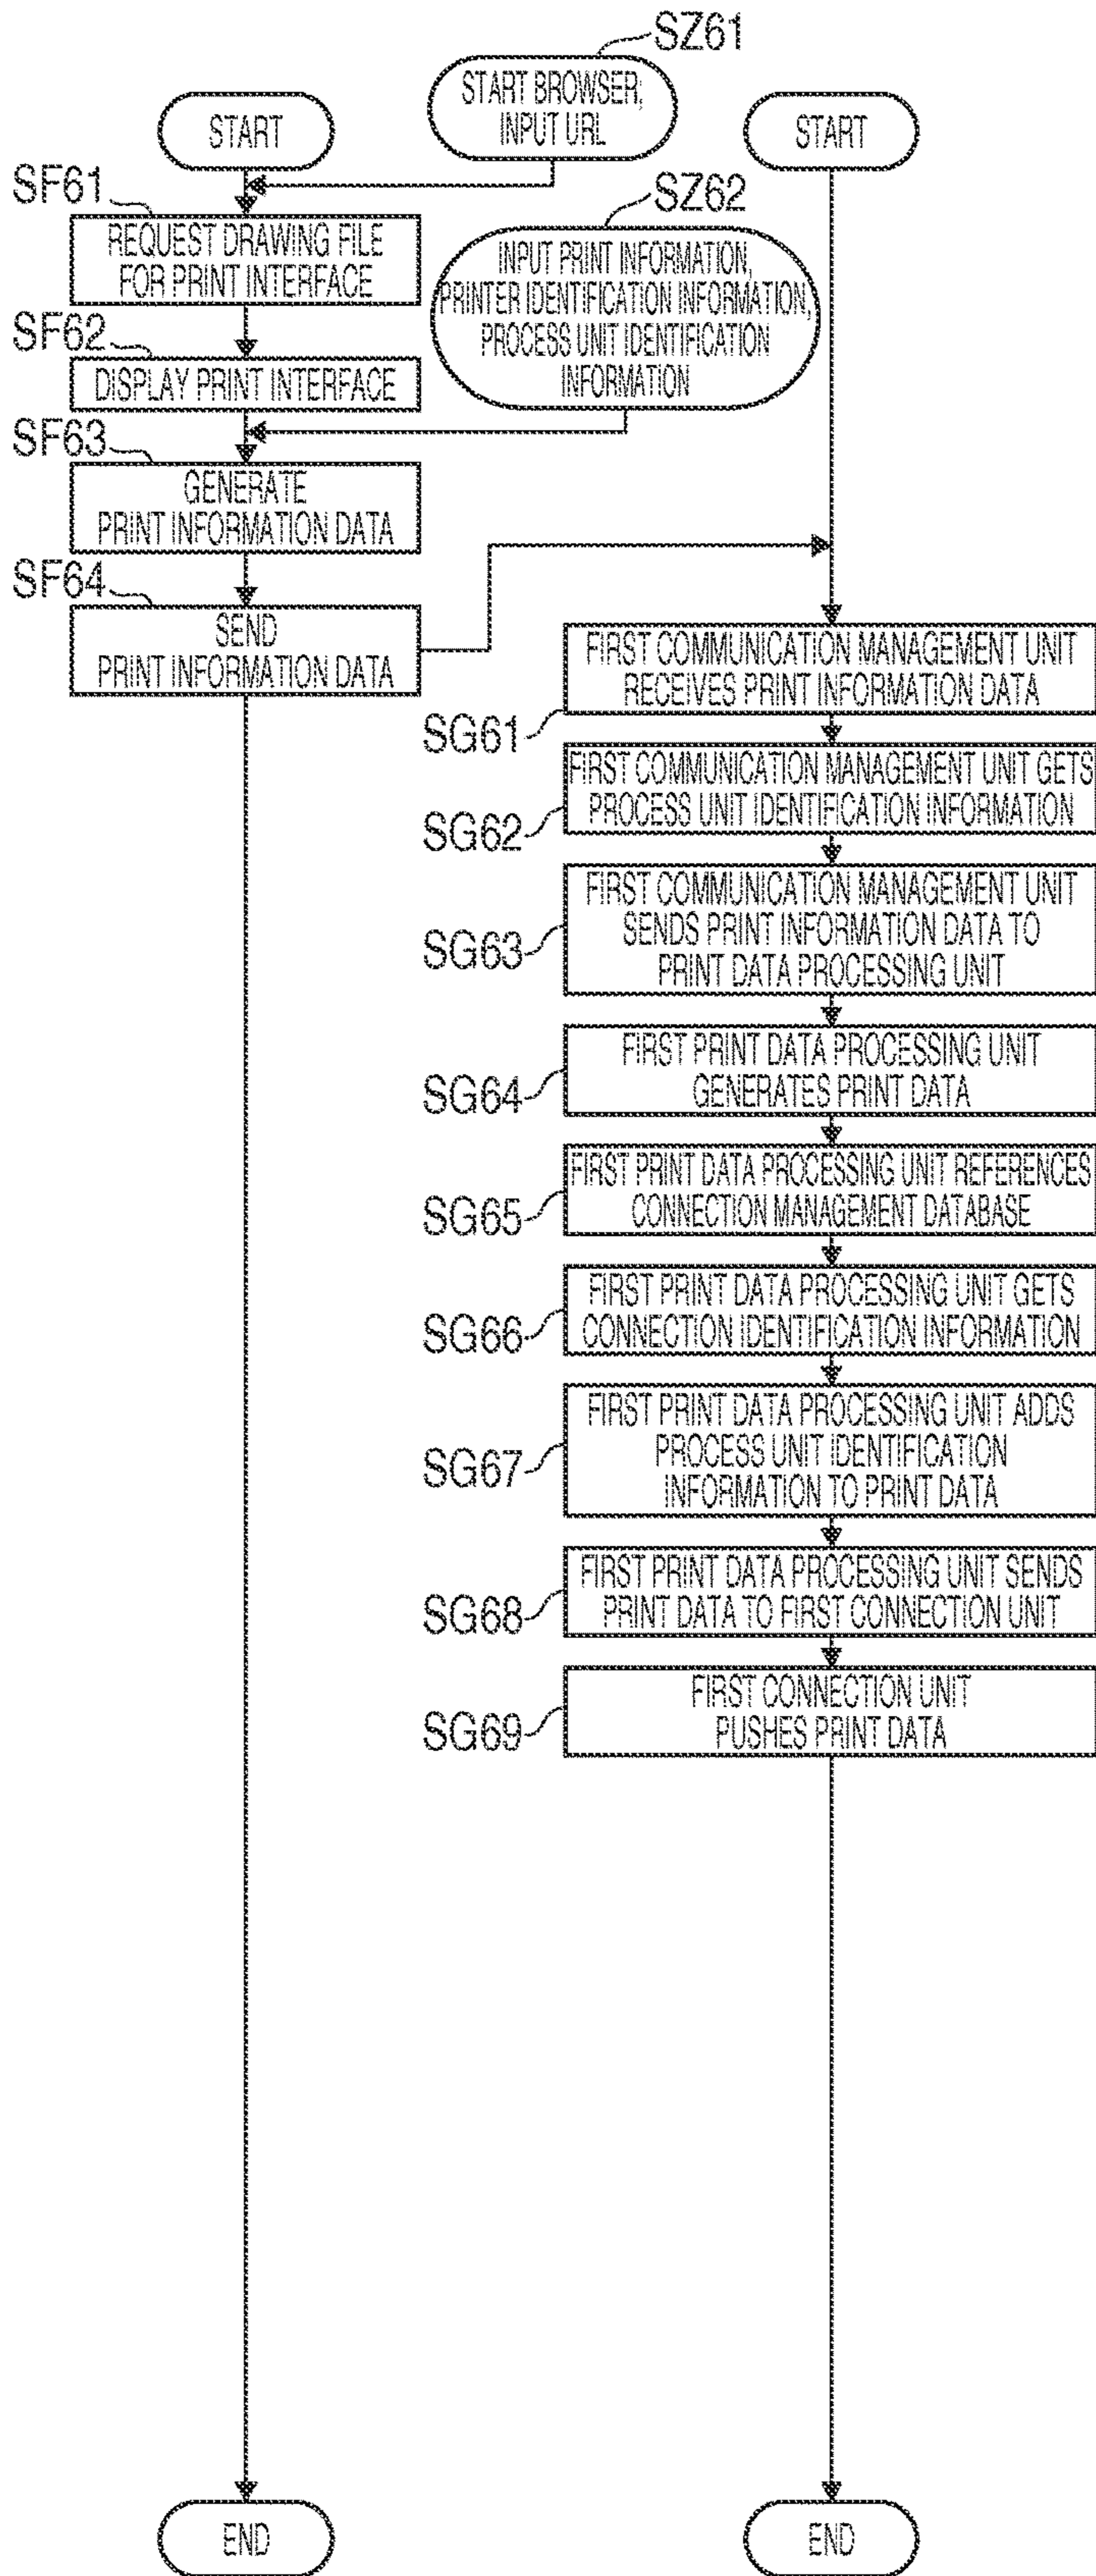 SZ61
START BROWSER,
INPUT URL
START
START
SF61
REQUEST DRAWING FILE
FOR PRINT INTERFACE
SZ62
INPUT PRINT INFORMATION,
PRINTER IDENTIFICATION INFORMATION,
PROCESS UNIT IDENTIFICATION
INFORMATION
SF62
DISPLAY PRINT INTERFACE
SF63
GENERATE
PRINT INFORMATION DATA
SF64
SEND
PRINT INFORMATION DATA
FIRST COMMUNICATION MANAGEMENT UNIT
RECEIVES PRINT INFORMATION DATA
SG61
FIRST COMMUNICATION MANAGEMENT UNIT GETS
PROCESS UNIT IDENTIFICATION INFORMATION
SG62
FIRST COMMUNICATION MANAGEMENT UNIT
SENDS PRINT INFORMATION DATA TO
PRINT DATA PROCESSING UNIT
SG63
FIRST PRINT DATA PROCESSING UNIT
GENERATES PRINT DATA
SG64
FIRST PRINT DATA PROCESSING UNIT REFERENCES
CONNECTION MANAGEMENT DATABASE
SG65
FIRST PRINT DATA PROCESSING UNIT GETS
CONNECTION IDENTIFICATION INFORMATION
SG66
FIRST PRINT DATA PROCESSING UNIT ADDS
PROCESS UNIT IDENTIFICATION
INFORMATION TO PRINT DATA
SG67
FIRST PRINT DATA PROCESSING UNIT SENDS
PRINT DATA TO FIRST CONNECTION UNIT
SG68
FIRST CONNECTION UNIT
PUSHES PRINT DATA
SG69
END
END